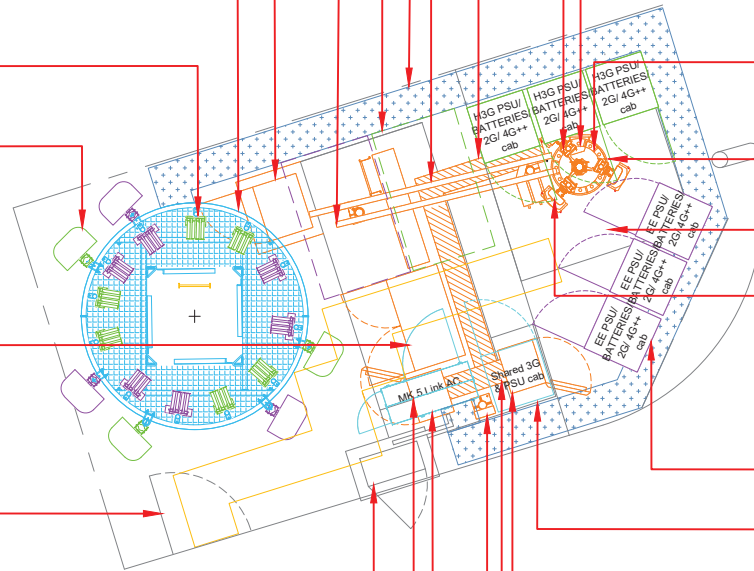 H3G PSU/
BATTERIES
2G/ 4G++
cab
H3G PSU/
BATTERIES
2G/ 4G++
cab
H3G PSU/
BATTERIES
2G/ 4G++
cab
EE PSU/
BATTERIES
2G/ 4G++
cab
EE PSU/
BATTERIES
2G/ 4G++
cab
EE PSU/
BATTERIES
2G/ 4G++
cab
MK 5 Link AC
Shared 3G
& PSU cab